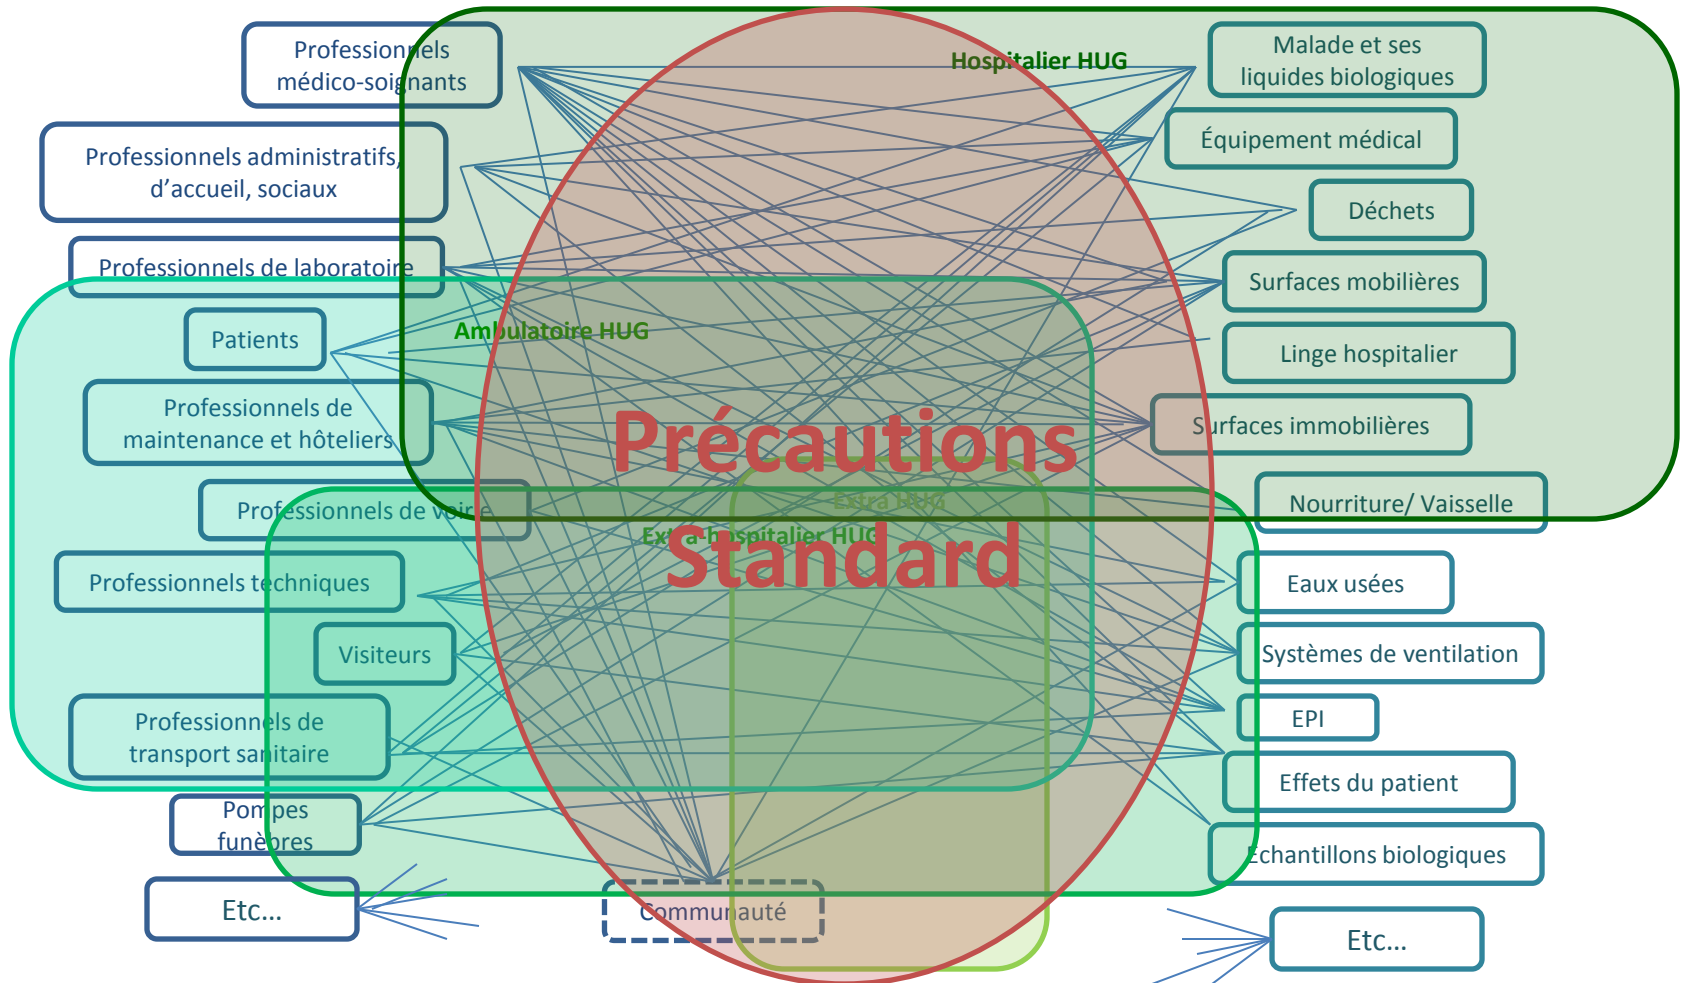 Professionnels
médico-soignants
Hospitalier HUG
Malade et ses
liquides biologiques
Équipement médical
Professionnels administratifs,
d’accueil, sociaux
Déchets
Professionnels de laboratoire
Surfaces mobilières
Patients
Ambulatoire HUG
Linge hospitalier
Professionnels de
maintenance et hôteliers
Surfaces immobilières
Précautions
Standard
Professionnels de voirie
Extra HUG
Nourriture/ Vaisselle
Extra-hospitalier HUG
Professionnels techniques
Eaux usées
Visiteurs
Systèmes de ventilation
EPI
Professionnels de
transport sanitaire
Effets du patient
Pompes
funèbres
Echantillons biologiques
Etc...
Communauté
Etc...